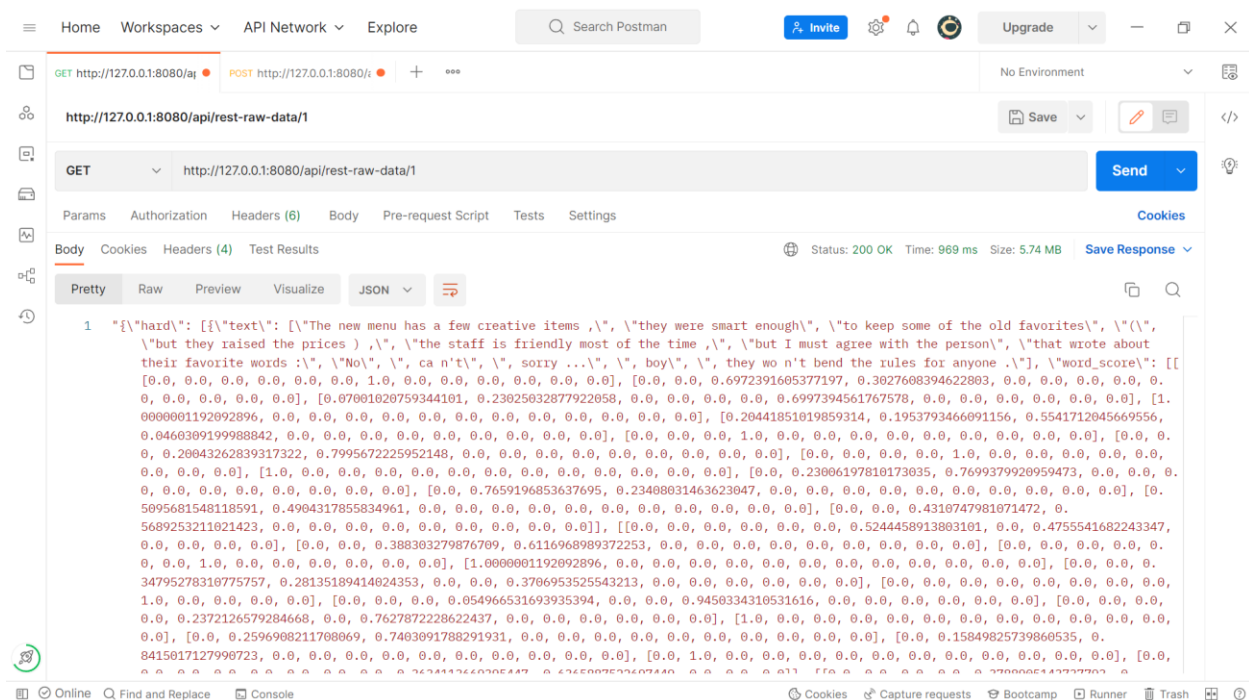 Home Workspaces API Network Explore Search Postman Invite Upgrade
GET http://127.0.0.1:8080/ap POST http://127.0.0.1:8080/a No Environment
http://127.0.0.1:8080/api/rest-raw-data/1 Save
GET http://127.0.0.1:8080/api/rest-raw-data/1 Send
Params Authorization Headers (6) Body Pre-request Script Tests Settings Cookies
Body Cookies Headers (4) Test Results Status: 200 OK Time: 969 ms Size: 5.74 MB Save Response
Pretty Raw Preview Visualize JSON
1 "{\"hard\": [{\"text\": [\"The new menu has a few creative items ,\", \"they were smart enough\", \"to keep some of the old favorites\", \"(\",
\"but they raised the prices ) ,\", \"the staff is friendly most of the time ,\", \"but I must agree with the person\", \"that wrote about
their favorite words :\", \"No\", \", ca n't\", \", sorry ...\", \", boy\", \", they wo n't bend the rules for anyone .\"], \"word_score\": [[
[0.0, 0.0, 0.0, 0.0, 0.0, 0.0, 1.0, 0.0, 0.0, 0.0, 0.0, 0.0, 0.0], [0.0, 0.0, 0.6972391605377197, 0.3027608394622803, 0.0, 0.0, 0.0, 0.0, 0.
0, 0.0, 0.0, 0.0, 0.0], [0.07001020759344101, 0.23025032877922058, 0.0, 0.0, 0.0, 0.6997394561767578, 0.0, 0.0, 0.0, 0.0, 0.0, 0.0], [1.
0000001192092896, 0.0, 0.0, 0.0, 0.0, 0.0, 0.0, 0.0, 0.0, 0.0, 0.0, 0.0, 0.0], [0.20441851019859314, 0.1953793466091156, 0.5541712045669556,
0.0460309199988842, 0.0, 0.0, 0.0, 0.0, 0.0, 0.0, 0.0, 0.0, 0.0], [0.0, 0.0, 0.0, 1.0, 0.0, 0.0, 0.0, 0.0, 0.0, 0.0, 0.0, 0.0, 0.0], [0.0, 0.
0, 0.20043262839317322, 0.7995672225952148, 0.0, 0.0, 0.0, 0.0, 0.0, 0.0, 0.0, 0.0, 0.0], [0.0, 0.0, 0.0, 0.0, 1.0, 0.0, 0.0, 0.0, 0.0, 0.0,
0.0, 0.0, 0.0], [1.0, 0.0, 0.0, 0.0, 0.0, 0.0, 0.0, 0.0, 0.0, 0.0, 0.0, 0.0, 0.0], [0.0, 0.23006197810173035, 0.7699379920959473, 0.0, 0.0, 0.
0, 0.0, 0.0, 0.0, 0.0, 0.0, 0.0, 0.0], [0.0, 0.7659196853637695, 0.23408031463623047, 0.0, 0.0, 0.0, 0.0, 0.0, 0.0, 0.0, 0.0, 0.0, 0.0], [0.
5095681548118591, 0.4904317855834961, 0.0, 0.0, 0.0, 0.0, 0.0, 0.0, 0.0, 0.0, 0.0, 0.0, 0.0], [0.0, 0.0, 0.4310747981071472, 0.
5689253211021423, 0.0, 0.0, 0.0, 0.0, 0.0, 0.0, 0.0, 0.0, 0.0]], [[0.0, 0.0, 0.0, 0.0, 0.0, 0.0, 0.5244458913803101, 0.0, 0.4755541682243347,
0.0, 0.0, 0.0, 0.0], [0.0, 0.0, 0.388303279876709, 0.6116968989372253, 0.0, 0.0, 0.0, 0.0, 0.0, 0.0, 0.0, 0.0, 0.0], [0.0, 0.0, 0.0, 0.0, 0.
0, 0.0, 1.0, 0.0, 0.0, 0.0, 0.0, 0.0, 0.0], [1.0000001192092896, 0.0, 0.0, 0.0, 0.0, 0.0, 0.0, 0.0, 0.0, 0.0, 0.0, 0.0, 0.0], [0.0, 0.0, 0.
34795278310775757, 0.28135189414024353, 0.0, 0.0, 0.3706953525543213, 0.0, 0.0, 0.0, 0.0, 0.0, 0.0], [0.0, 0.0, 0.0, 0.0, 0.0, 0.0, 0.0, 0.0,
1.0, 0.0, 0.0, 0.0, 0.0], [0.0, 0.0, 0.0, 0.054966531693935394, 0.0, 0.0, 0.9450334310531616, 0.0, 0.0, 0.0, 0.0, 0.0, 0.0], [0.0, 0.0, 0.0,
0.0, 0.2372126579284668, 0.0, 0.7627872228622437, 0.0, 0.0, 0.0, 0.0, 0.0, 0.0], [1.0, 0.0, 0.0, 0.0, 0.0, 0.0, 0.0, 0.0, 0.0, 0.0, 0.0, 0.0,
0.0], [0.0, 0.2596908211708069, 0.7403091788291931, 0.0, 0.0, 0.0, 0.0, 0.0, 0.0, 0.0, 0.0, 0.0, 0.0], [0.0, 0.15849825739860535, 0.
8415017127990723, 0.0, 0.0, 0.0, 0.0, 0.0, 0.0, 0.0, 0.0, 0.0, 0.0], [0.0, 1.0, 0.0, 0.0, 0.0, 0.0, 0.0, 0.0, 0.0, 0.0, 0.0, 0.0, 0.0], [0.0,
Online Find and Replace Console Cookies Capture requests Bootcamp Runner Trash